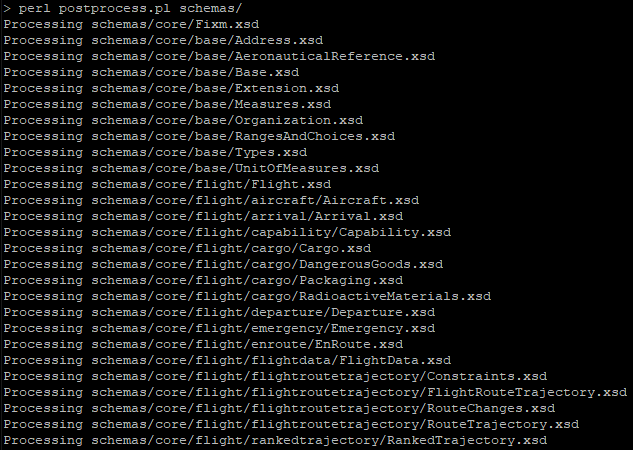 > perl postprocess.pl schemas/
Processing schemas/core/Fixm.xsd
Processing schemas/core/base/Address.xsd
Processing schemas/core/base/AeronauticalReference.xsd
Processing schemas/core/base/Base.xsd
Processing schemas/core/base/Extension.xsd
Processing schemas/core/base/Measures.xsd
Processing schemas/core/base/Organization.xsd
Processing schemas/core/base/RangesAndChoices.xsd
Processing schemas/core/base/Types.xsd
Processing schemas/core/base/UnitOfMeasures.xsd
Processing schemas/core/flight/Flight.xsd
Processing schemas/core/flight/aircraft/Aircraft.xsd
Processing schemas/core/flight/arrival/Arrival.xsd
Processing schemas/core/flight/capability/Capability.xsd
Processing schemas/core/flight/cargo/Cargo.xsd
Processing schemas/core/flight/cargo/DangerousGoods.xsd
Processing schemas/core/flight/cargo/Packaging.xsd
Processing schemas/core/flight/cargo/RadioactiveMaterials.xsd
Processing schemas/core/flight/departure/Departure.xsd
Processing schemas/core/flight/emergency/Emergency.xsd
Processing schemas/core/flight/enroute/EnRoute.xsd
Processing schemas/core/flight/flightdata/FlightData.xsd
Processing schemas/core/flight/flightroutetrajectory/Constraints.xsd
Processing schemas/core/flight/flightroutetrajectory/FlightRouteTrajectory.xsd
Processing schemas/core/flight/flightroutetrajectory/RouteChanges.xsd
Processing schemas/core/flight/flightroutetrajectory/RouteTrajectory.xsd
Processing schemas/core/flight/rankedtrajectory/RankedTrajectory.xsd